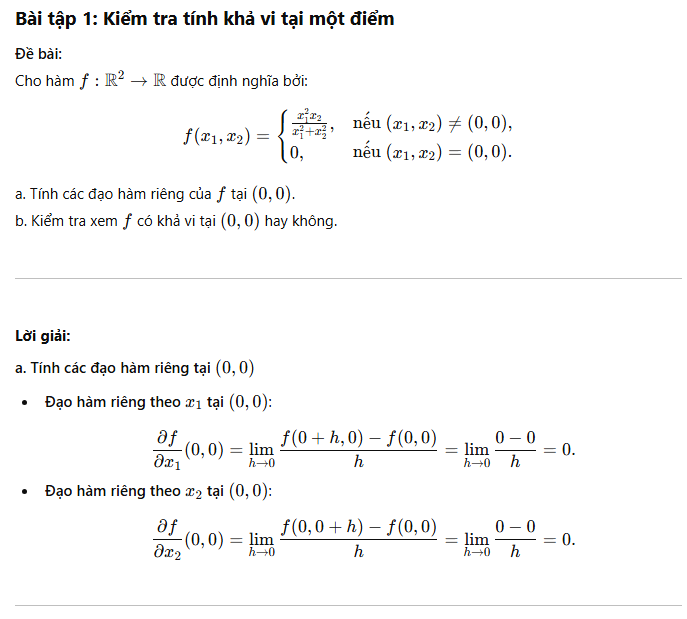 Bài tập 1: Kiểm tra tính khả vi tại một điểm
Đề bài:
Cho hàm f : ℝ² → ℝ được định nghĩa bởi:
f(x₁, x₂) = { x₁²x₂ / (x₁² + x₂²), nếu (x₁, x₂) ≠ (0, 0),
0, nếu (x₁, x₂) = (0, 0).
a. Tính các đạo hàm riêng của f tại (0, 0).
b. Kiểm tra xem f có khả vi tại (0, 0) hay không.
Lời giải:
a. Tính các đạo hàm riêng tại (0, 0)
• Đạo hàm riêng theo x₁ tại (0, 0):
∂f/∂x₁ (0, 0) = lim h→0 (f(0 + h, 0) − f(0, 0))/h = lim h→0 (0 − 0)/h = 0.
• Đạo hàm riêng theo x₂ tại (0, 0):
∂f/∂x₂ (0, 0) = lim h→0 (f(0, 0 + h) − f(0, 0))/h = lim h→0 (0 − 0)/h = 0.